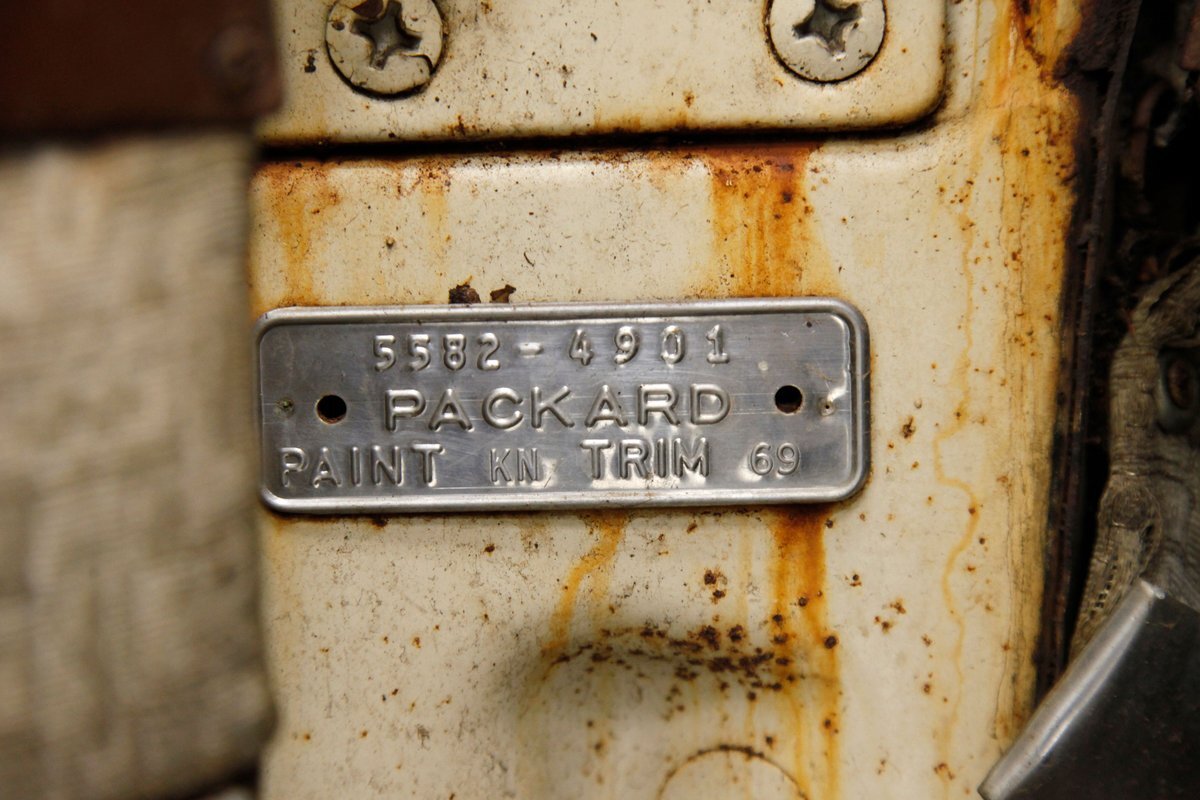 5582-4901
PACKARD
PAINT KN TRIM 69